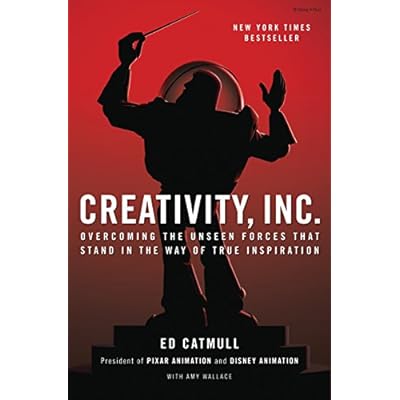 NEW YORK TIMES
BESTSELLER
CREATIVITY, INC.
OVERCOMING THE UNSEEN FORCES THAT
STAND IN THE WAY OF TRUE INSPIRATION
ED CATMULL
President of PIXAR ANIMATION and DISNEY ANIMATION
WITH AMY WALLACE